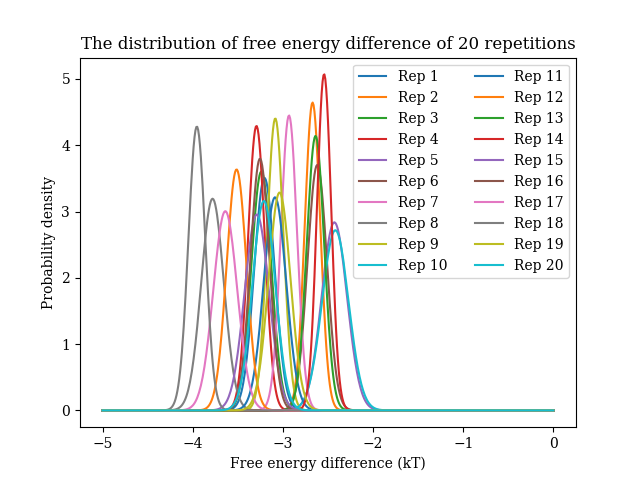 The distribution of free energy difference of 20 repetitions
Probability density
5
4
3
2
1
0
−5
−4
−3
−2
−1
0
Free energy difference (kT)
Rep 1
Rep 2
Rep 3
Rep 4
Rep 5
Rep 6
Rep 7
Rep 8
Rep 9
Rep 10
Rep 11
Rep 12
Rep 13
Rep 14
Rep 15
Rep 16
Rep 17
Rep 18
Rep 19
Rep 20